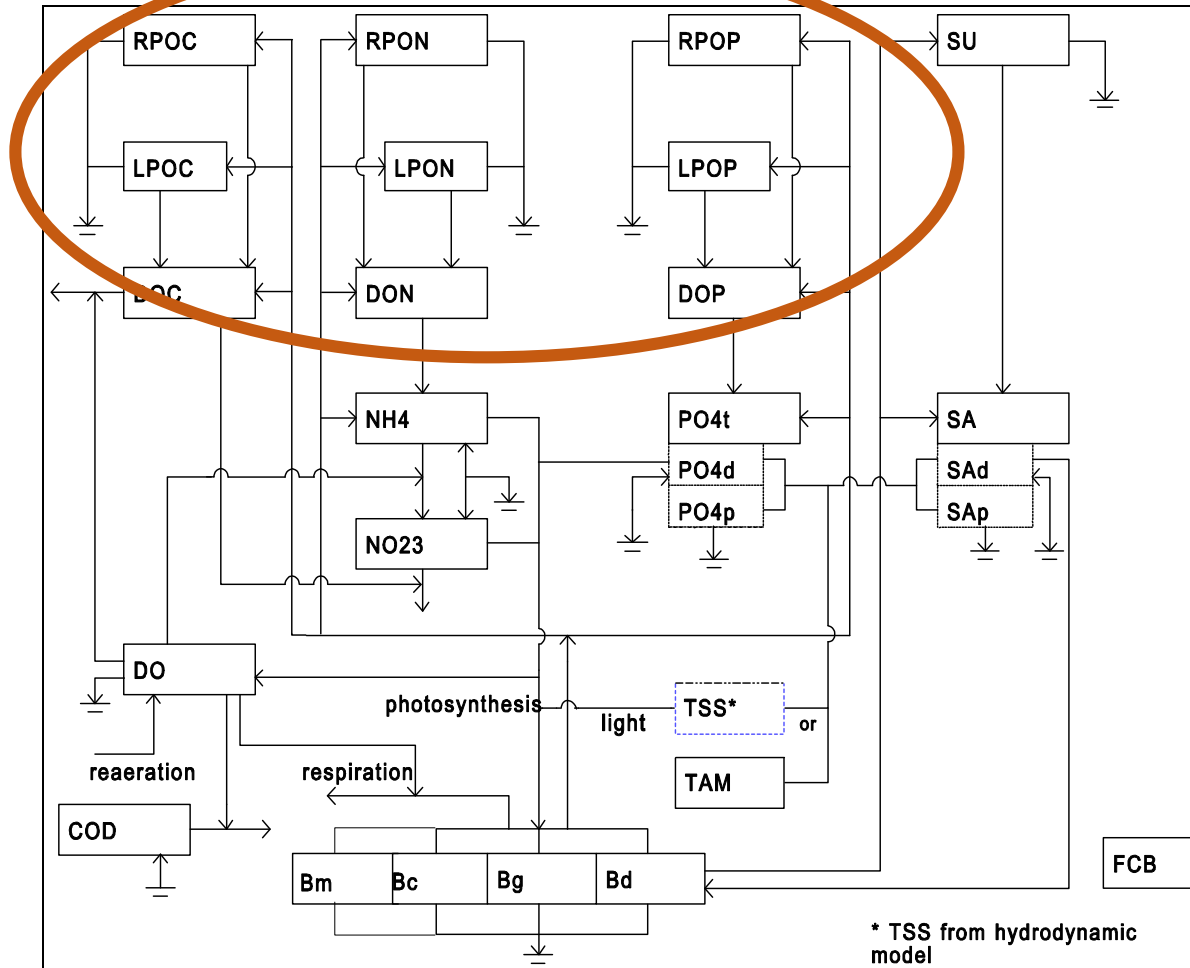 RPOC
RPON
RPOP
SU
LPOC
LPON
LPOP
DOC
DON
DOP
NH4
PO4t
SA
PO4d
SAd
PO4p
SAp
NO23
DO
photosynthesis
light
TSS*
or
reaeration
respiration
TAM
COD
Bm
Bc
Bg
Bd
FCB
* TSS from hydrodynamic
model